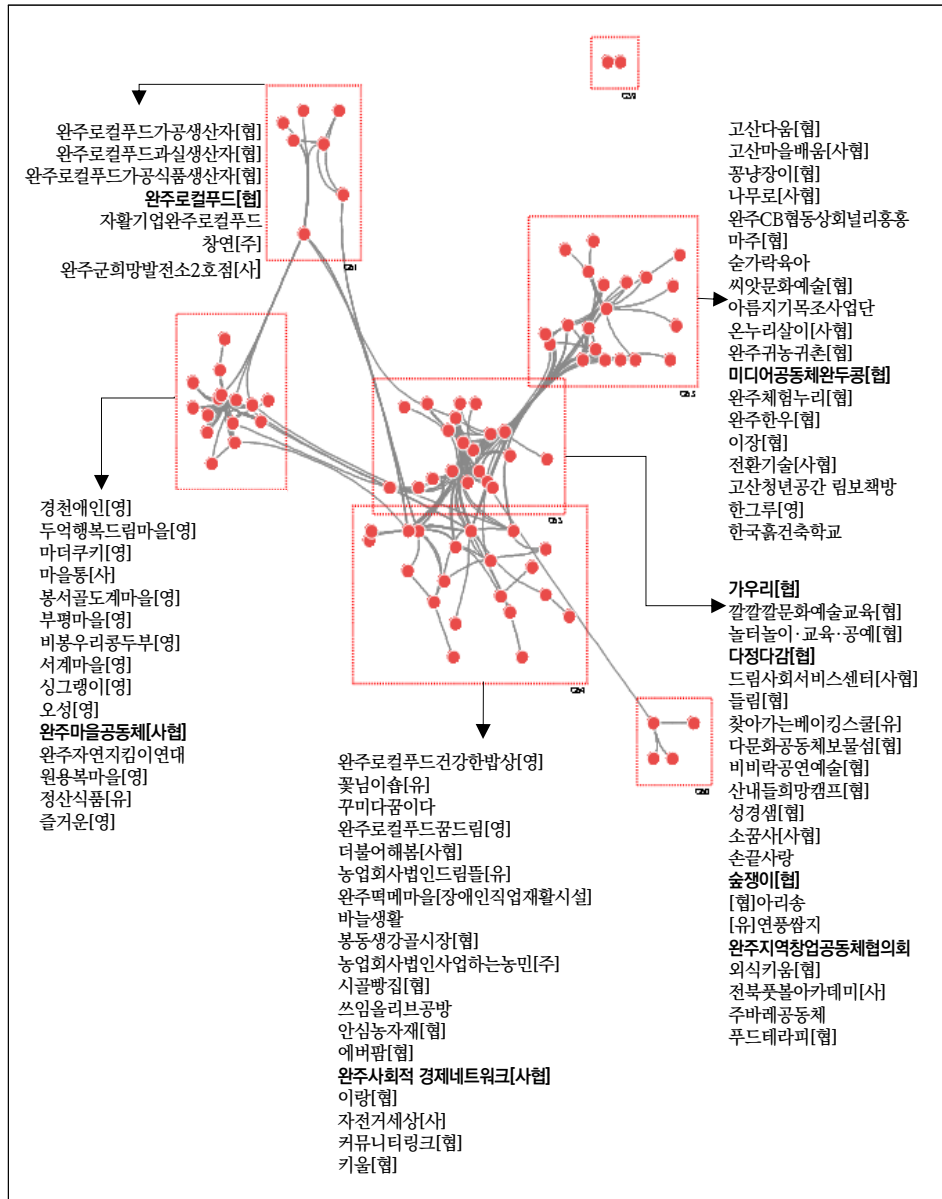 완주로컬푸드가공생산자[협]
완주로컬푸드과실생산자[협]
완주로컬푸드가공식품생산자[협]
완주로컬푸드[협]
자활기업완주로컬푸드
창연[주]
완주군희망발전소2호점[사]
고산다움[협]
고산마을배움[사협]
꽁냥장이[협]
나무로[사협]
완주CB협동상회널리홍홍
마주[협]
숟가락육아
씨앗문화예술[협]
아름지기목조사업단
온누리살이[사협]
완주귀농귀촌[협]
미디어공동체완두콩[협]
완주체험누리[협]
완주한우[협]
이장[협]
전환기술[사협]
고산청년공간 림보책방
한그루[영]
한국흙건축학교
경천애인[영]
두억행복드림마을[영]
마더쿠키[영]
마을통[사]
봉서골도계마을[영]
부평마을[영]
비봉우리콩두부[영]
서계마을[영]
싱그랭이[영]
오성[영]
완주마을공동체[사협]
완주자연지킴이연대
원용복마을[영]
정산식품[유]
즐거운[영]
가우리[협]
깔깔깔문화예술교육[협]
놀터놀이·교육·공예[협]
다정다감[협]
드림사회서비스센터[사협]
들림[협]
찾아가는베이킹스쿨[유]
다문화공동체보물섬[협]
비비락공연예술[협]
산내들희망캠프[협]
성경샘[협]
소꿈사[사협]
손끝사랑
숲쟁이[협]
[협]아리송
[유]연풍쌈지
완주지역창업공동체협의회
외식키움[협]
전북풋볼아카데미[사]
주바레공동체
푸드테라피[협]
완주로컬푸드건강한밥상[영]
꽃님이숍[유]
꾸미다꿈이다
완주로컬푸드꿈드림[영]
더불어해봄[사협]
농업회사법인드림뜰[유]
완주떡메마을[장애인직업재활시설]
바늘생활
봉동생강골시장[협]
농업회사법인사업하는농민[주]
시골빵집[협]
쓰임올리브공방
안심농자재[협]
에버팜[협]
완주사회적 경제네트워크[사협]
이랑[협]
자전거세상[사]
커뮤니티링크[협]
키울[협]